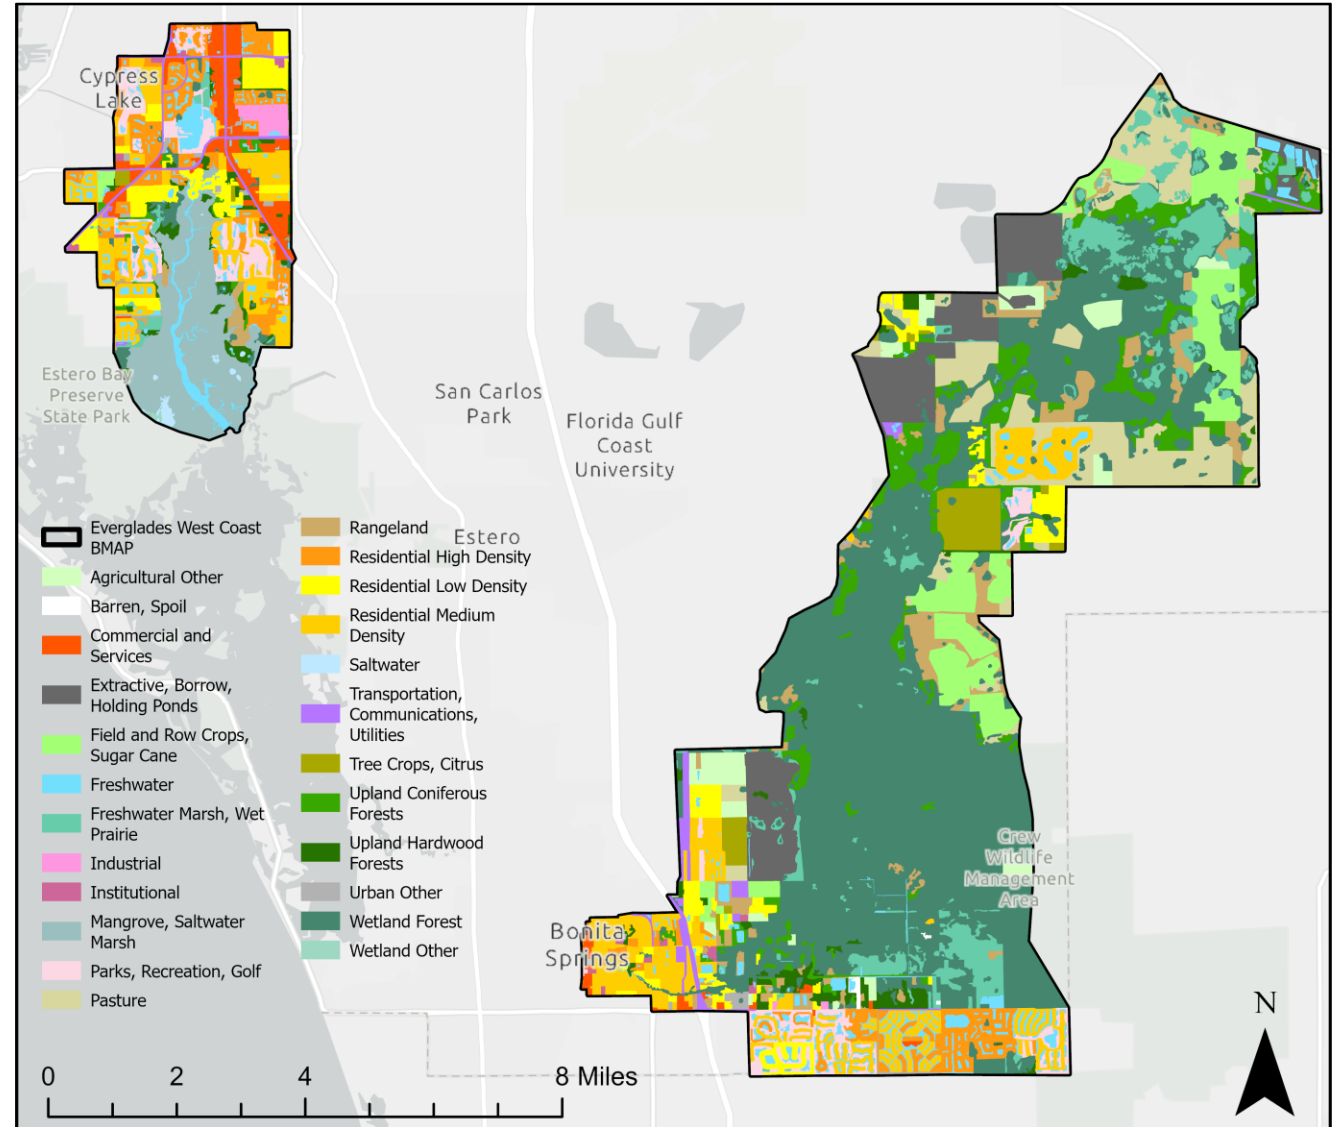 Cypress
Lake
Estero Bay
Preserve
State Park
San Carlos
Park
Florida Gulf
Coast
University
Estero
Crew
Wildlife
Management
Area
Bonita
Springs
Everglades West Coast
BMAP
Agricultural Other
Barren, Spoil
Commercial and
Services
Extractive, Borrow,
Holding Ponds
Field and Row Crops,
Sugar Cane
Freshwater
Freshwater Marsh, Wet
Prairie
Industrial
Institutional
Mangrove, Saltwater
Marsh
Parks, Recreation, Golf
Pasture
Rangeland
Residential High Density
Residential Low Density
Residential Medium
Density
Saltwater
Transportation,
Communications,
Utilities
Tree Crops, Citrus
Upland Coniferous
Forests
Upland Hardwood
Forests
Urban Other
Wetland Forest
Wetland Other
N
0 2 4 8 Miles